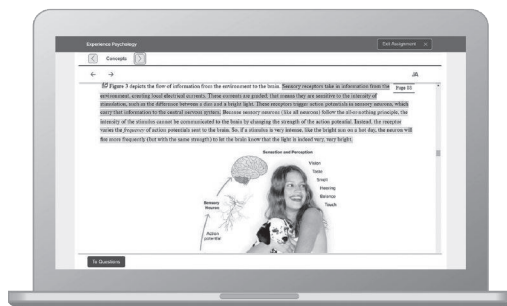 Experience Psychology
Exit Assignment X
< Concepts >
← →
Figure 3 depicts the flow of information from the environment to the brain. Sensory receptors take in information from the
Page 85
environment, creating local electrical currents. These currents are graded; that means they are sensitive to the intensity of
stimulation, such as the difference between a dim and a bright light. These receptors trigger action potentials in sensory neurons, which
carry that information to the central nervous system. Because sensory neurons (like all neurons) follow the all-or-nothing principle, the
intensity of the stimulus cannot be communicated to the brain by changing the strength of the action potential. Instead, the receptor
varies the frequency of action potentials sent to the brain. So, if a stimulus is very intense, like the bright sun on a hot day, the neuron will
fire more frequently (but with the same strength) to let the brain know that the light is indeed very, very bright.
Sensation and Perception
Vision
Taste
Smell
Hearing
Balance
Touch
Sensory
Neuron
Action
potential
To Questions